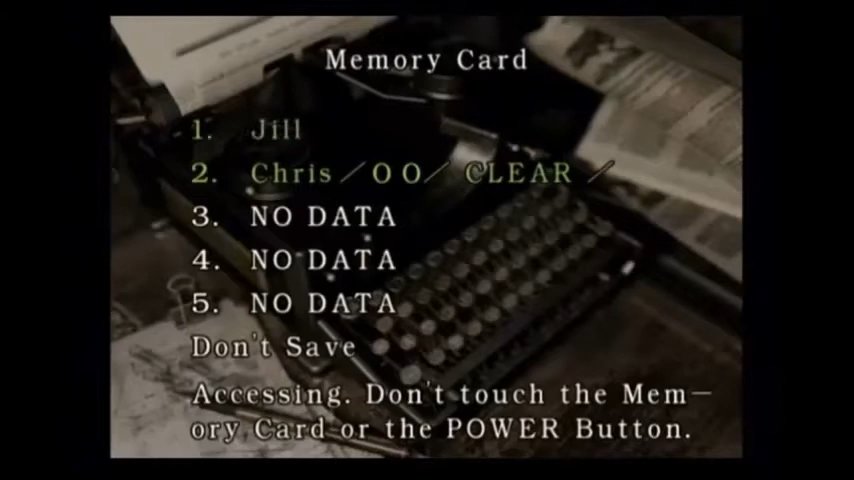 Memory Card
1. Jill
2. Chris／OO／ CLEAR ／
3. NO DATA
4. NO DATA
5. NO DATA
Don't Save
Accessing. Don't touch the Mem—
ory Card or the POWER Button.